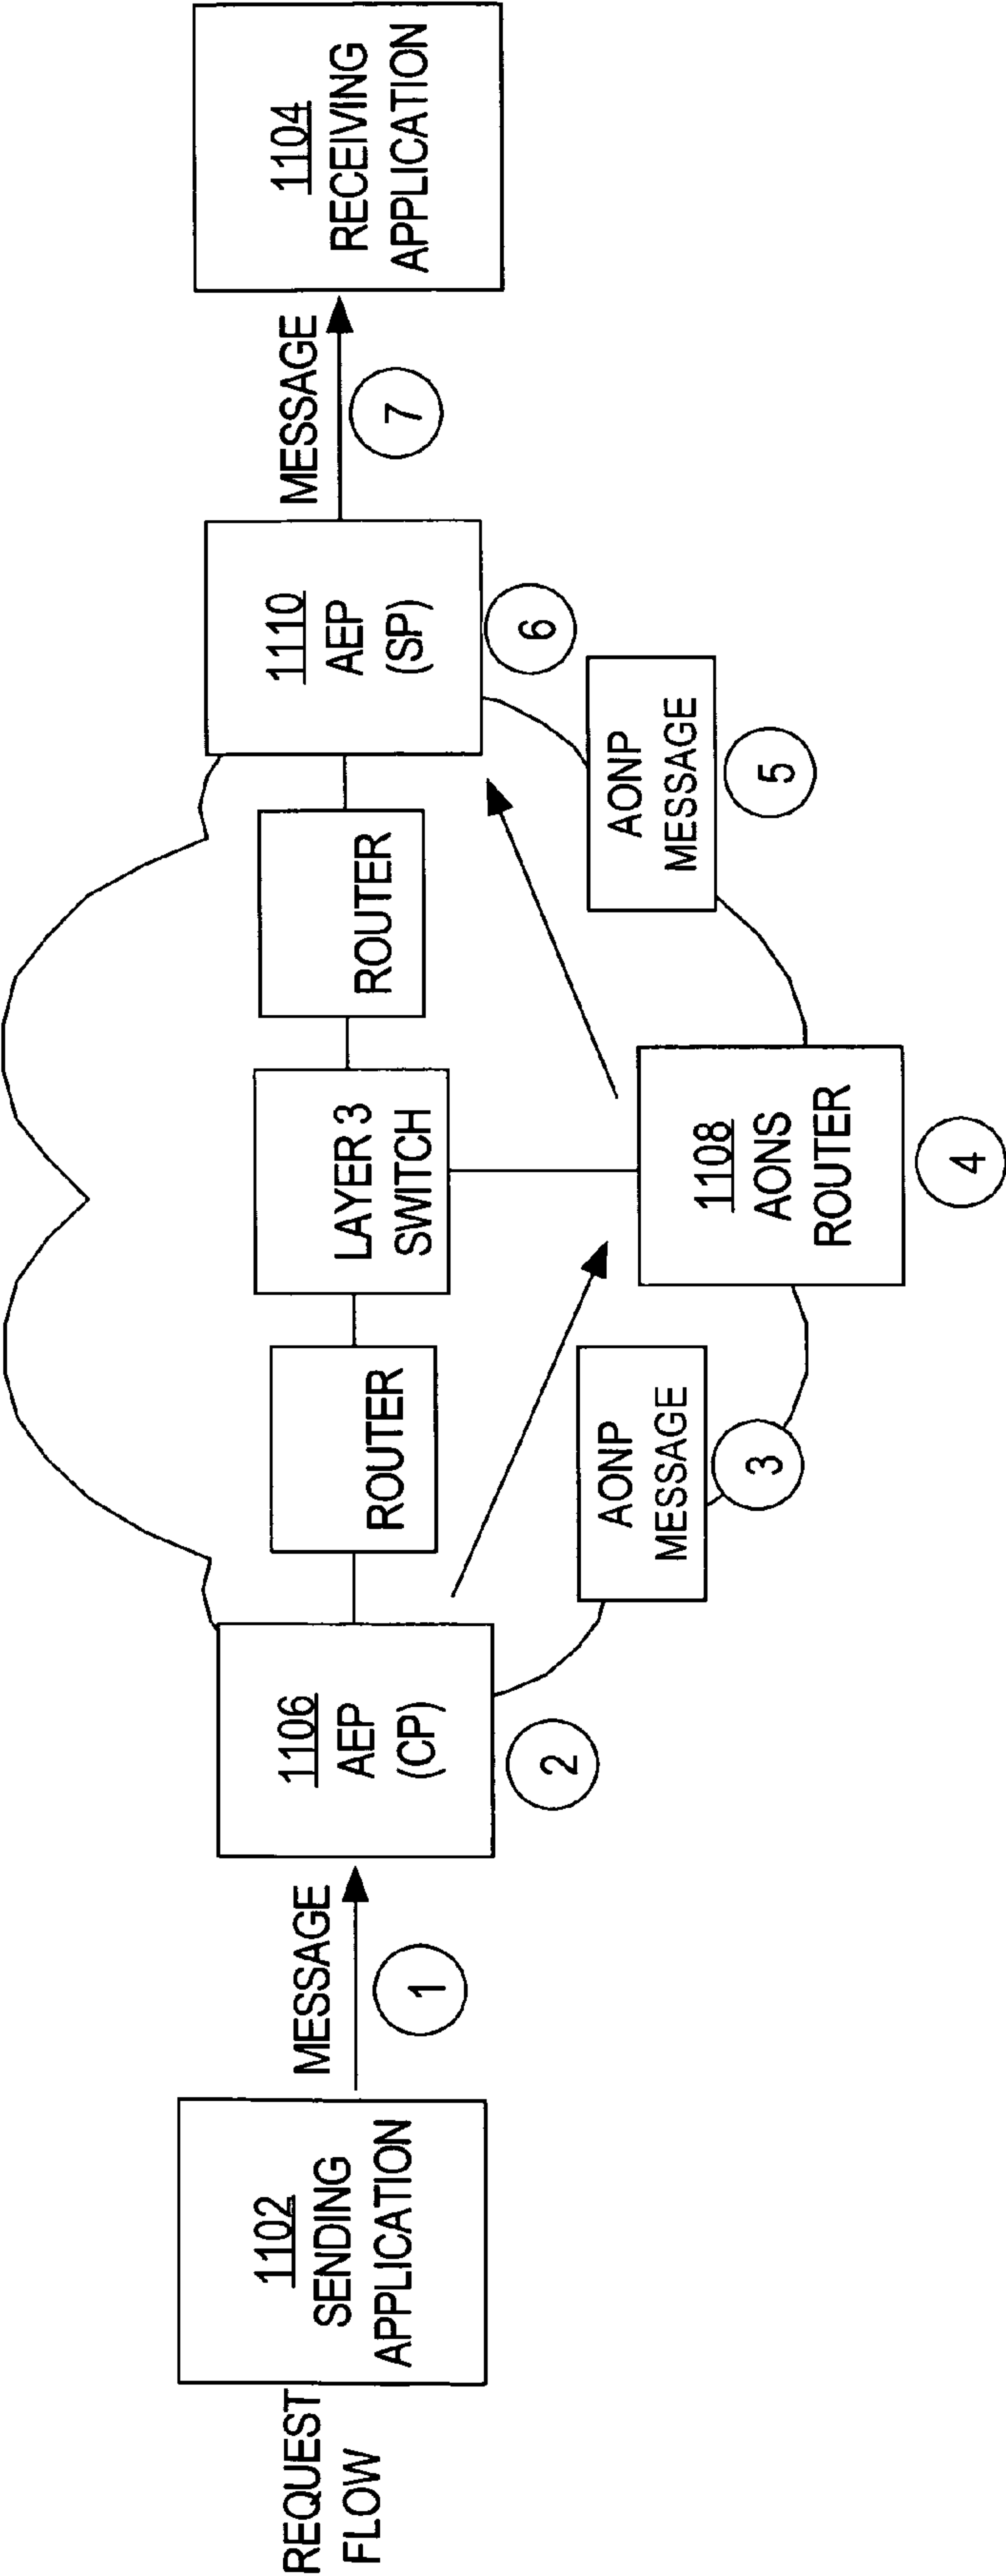 REQUEST
FLOW
1102
SENDING
APPLICATION
MESSAGE
1
1106
AEP
(CP)
2
ROUTER
AONP
MESSAGE
3
LAYER 3
SWITCH
1108
AONS
ROUTER
4
ROUTER
AONP
MESSAGE
5
1110
AEP
(SP)
6
MESSAGE
7
1104
RECEIVING
APPLICATION